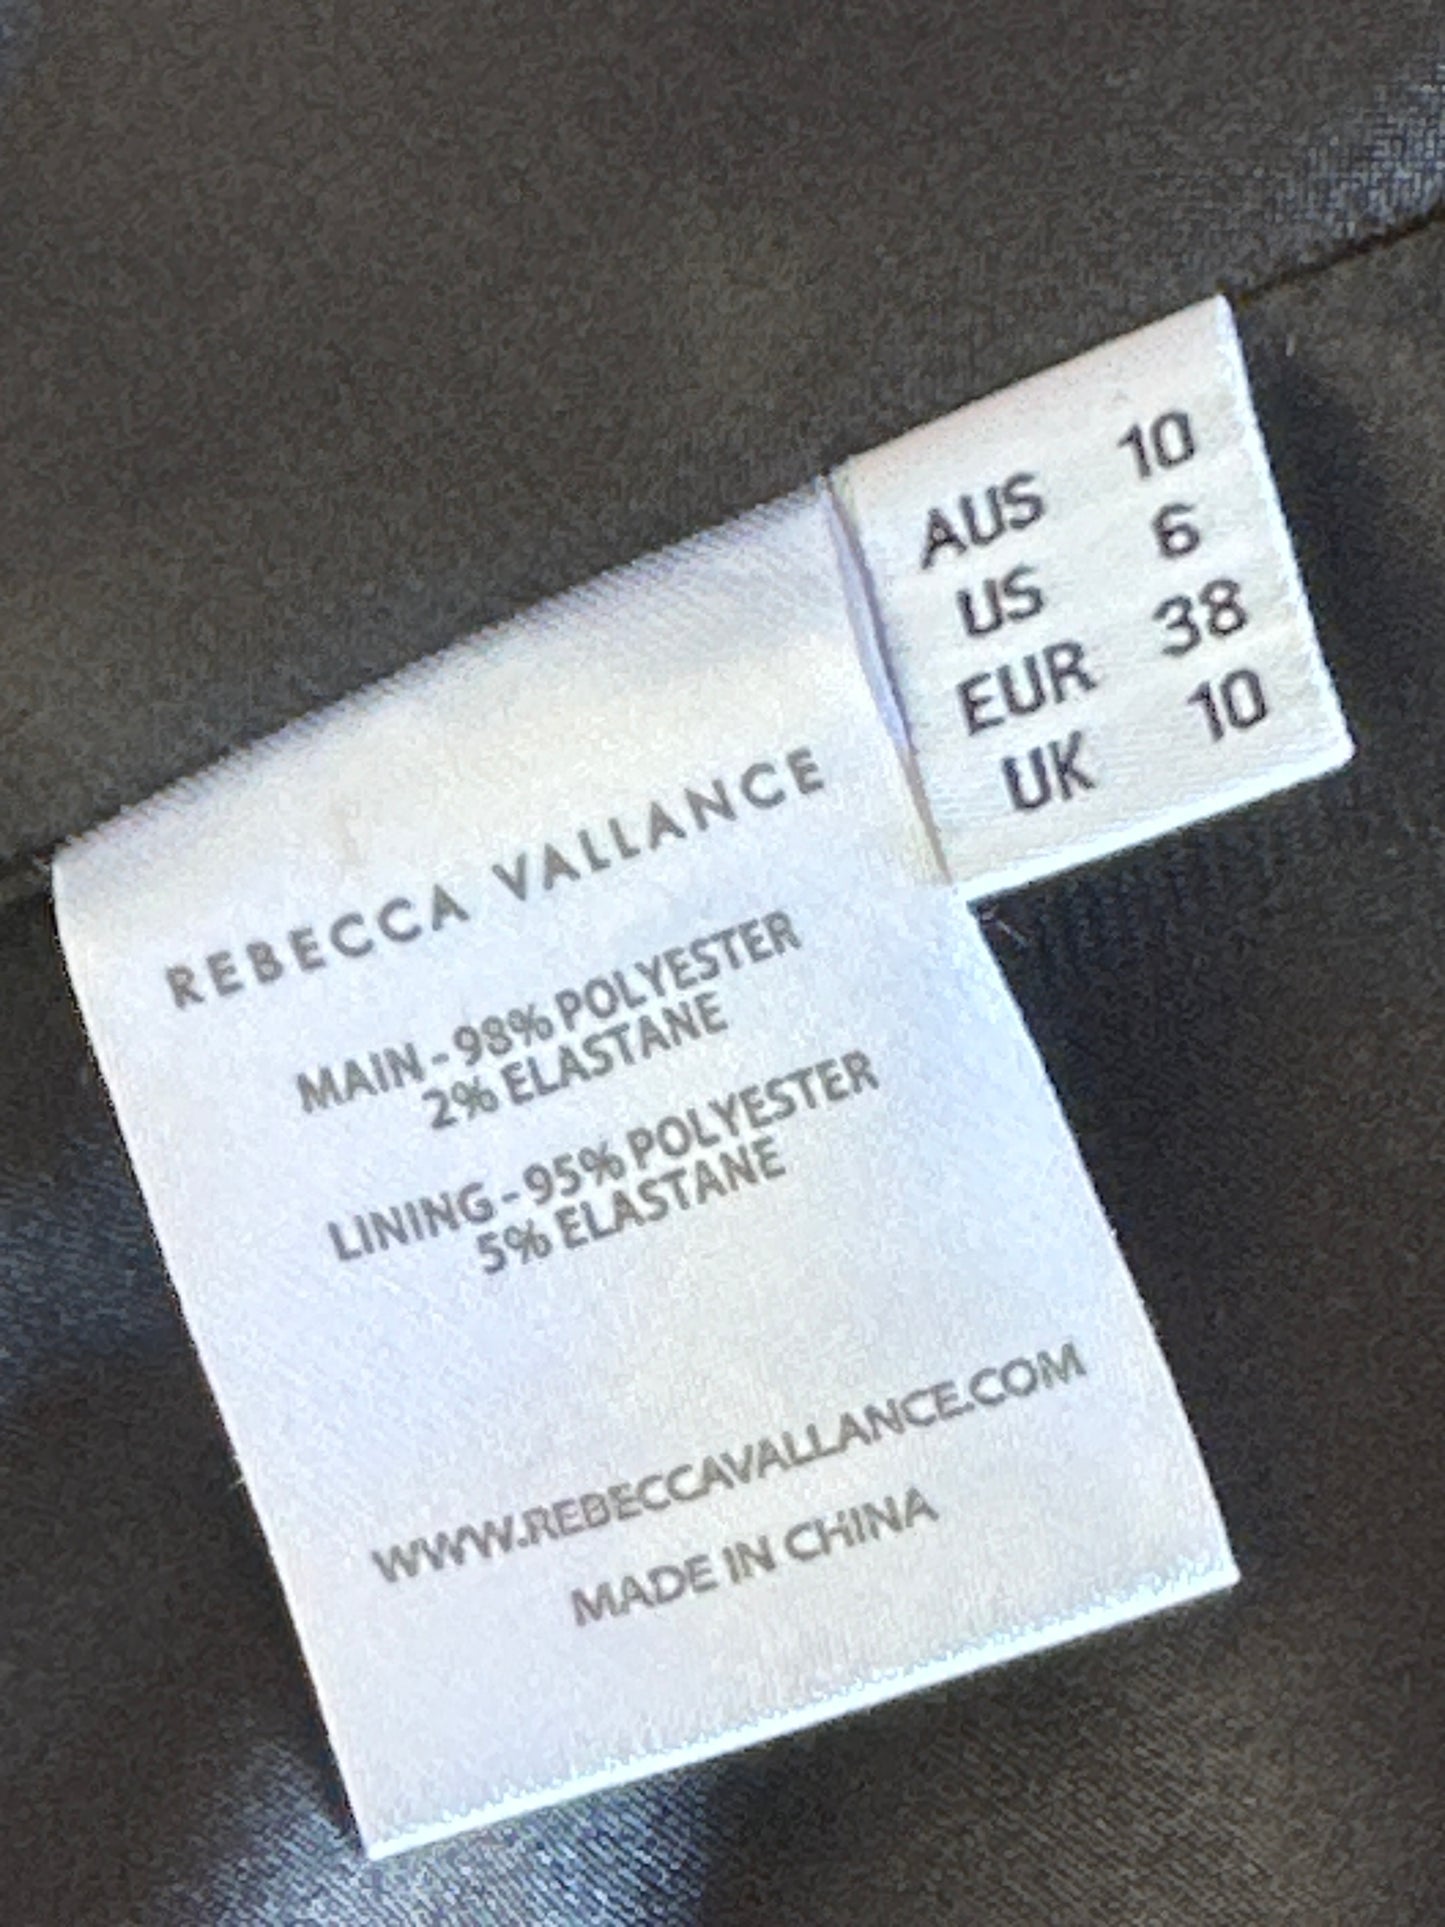 REBECCA VALLANCE
MAIN - 98% POLYESTER
2% ELASTANE
LINING - 95% POLYESTER
5% ELASTANE
WWW.REBECCAVALLANCE.COM
MADE IN CHINA
AUS 10
US 6
EUR 38
UK 10